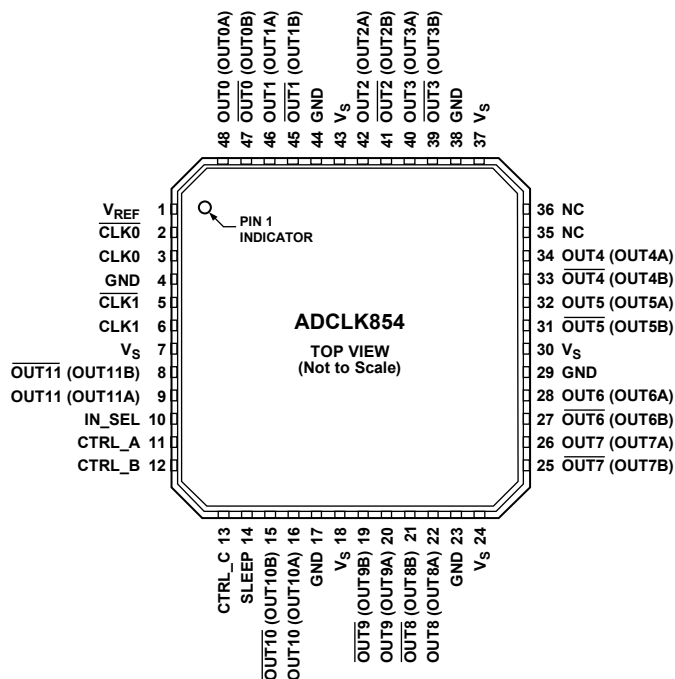 48 OUT0 (OUT0A)
47 OUT0 (OUT0B)
46 OUT1 (OUT1A)
45 OUT1 (OUT1B)
44 GND
43 VS
42 OUT2 (OUT2A)
41 OUT2 (OUT2B)
40 OUT3 (OUT3A)
39 OUT3 (OUT3B)
38 GND
37 VS
VREF 1
CLK0 2
CLK0 3
GND 4
CLK1 5
CLK1 6
VS 7
OUT11 (OUT11B) 8
OUT11 (OUT11A) 9
IN_SEL 10
CTRL_A 11
CTRL_B 12
PIN 1
INDICATOR
ADCLK854
TOP VIEW
(Not to Scale)
36 NC
35 NC
34 OUT4 (OUT4A)
33 OUT4 (OUT4B)
32 OUT5 (OUT5A)
31 OUT5 (OUT5B)
30 VS
29 GND
28 OUT6 (OUT6A)
27 OUT6 (OUT6B)
26 OUT7 (OUT7A)
25 OUT7 (OUT7B)
CTRL_C 13
SLEEP 14
OUT10 (OUT10B) 15
OUT10 (OUT10A) 16
GND 17
VS 18
OUT9 (OUT9B) 19
OUT9 (OUT9A) 20
OUT8 (OUT8B) 21
OUT8 (OUT8A) 22
GND 23
VS 24